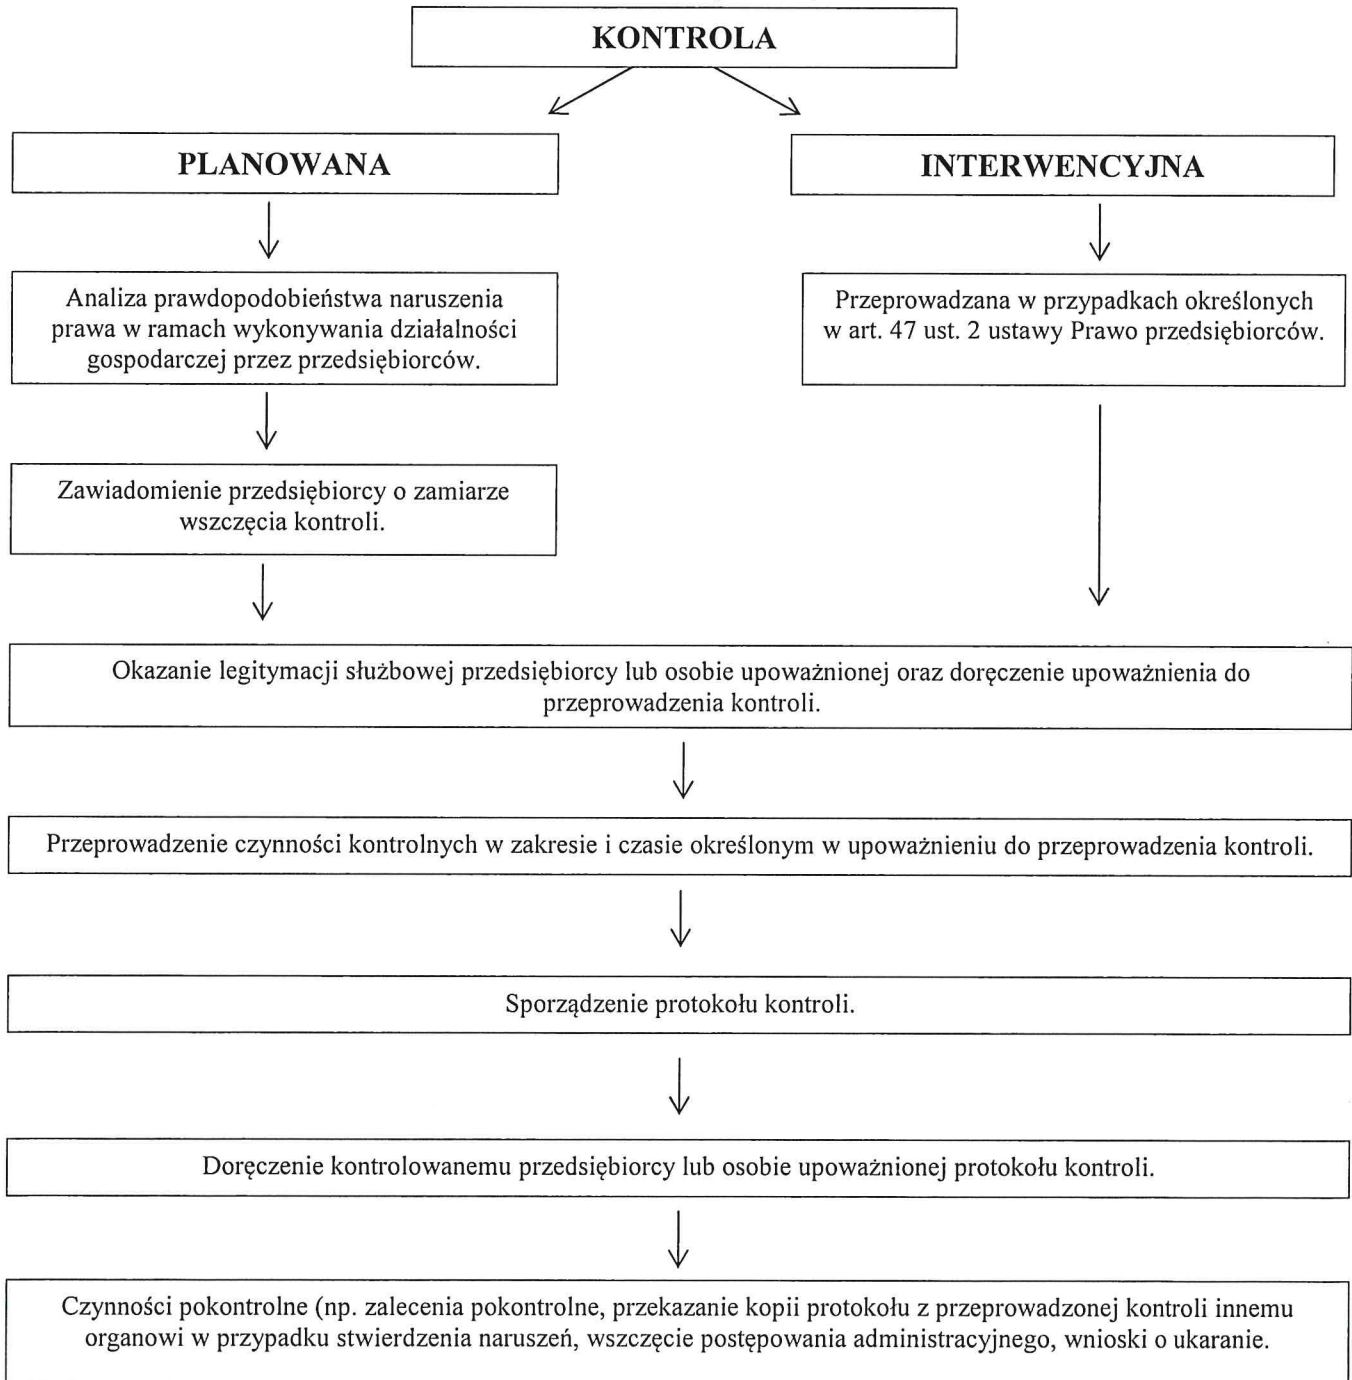 KONTROLA
PLANOWANA
INTERWENCYJNA
Analiza prawdopodobieństwa naruszenia
prawa w ramach wykonywania działalności
gospodarczej przez przedsiębiorców.
Przeprowadzana w przypadkach określonych
w art. 47 ust. 2 ustawy Prawo przedsiębiorców.
Zawiadomienie przedsiębiorcy o zamiarze
wszczęcia kontroli.
Okazanie legitymacji służbowej przedsiębiorcy lub osobie upoważnionej oraz doręczenie upoważnienia do
przeprowadzenia kontroli.
Przeprowadzenie czynności kontrolnych w zakresie i czasie określonym w upoważnieniu do przeprowadzenia kontroli.
Sporządzenie protokołu kontroli.
Doręczenie kontrolowanemu przedsiębiorcy lub osobie upoważnionej protokołu kontroli.
Czynności pokontrolne (np. zalecenia pokontrolne, przekazanie kopii protokołu z przeprowadzonej kontroli innemu
organowi w przypadku stwierdzenia naruszeń, wszczęcie postępowania administracyjnego, wnioski o ukaranie.